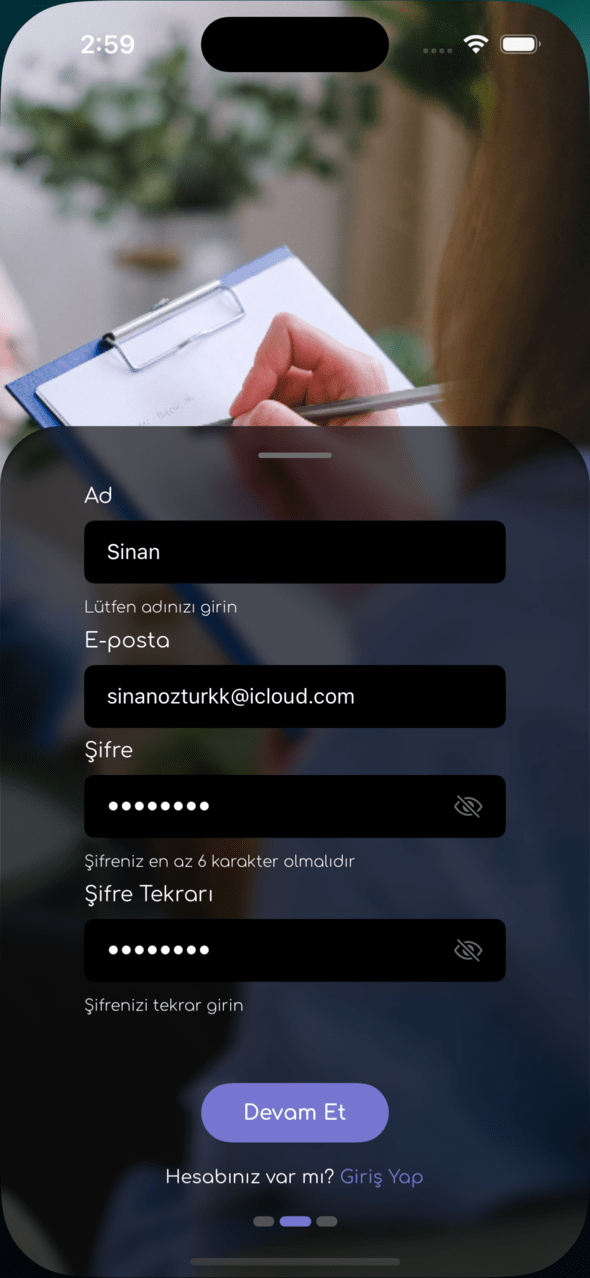 2:59
Ad
Sinan
Lütfen adınızı girin
E-posta
sinanozturkk@icloud.com
Şifre
••••••••
Şifreniz en az 6 karakter olmalıdır
Şifre Tekrarı
••••••••
Şifrenizi tekrar girin
Devam Et
Hesabınız var mı? Giriş Yap